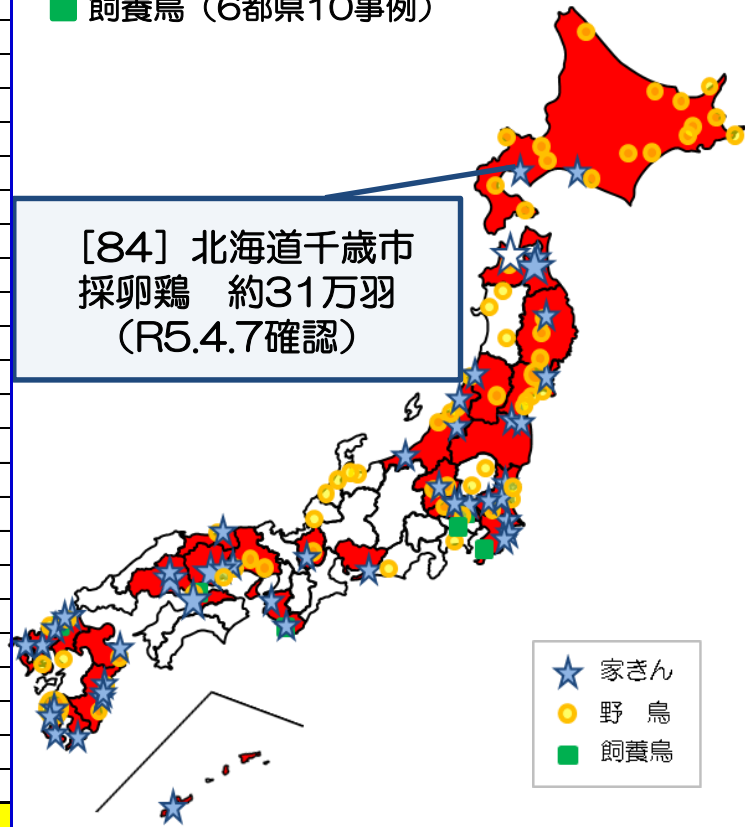 飼養鳥（6都県10事例）
［84］北海道千歳市
採卵鶏　約31万羽
（R5.4.7確認）
家きん
野　鳥
飼養鳥